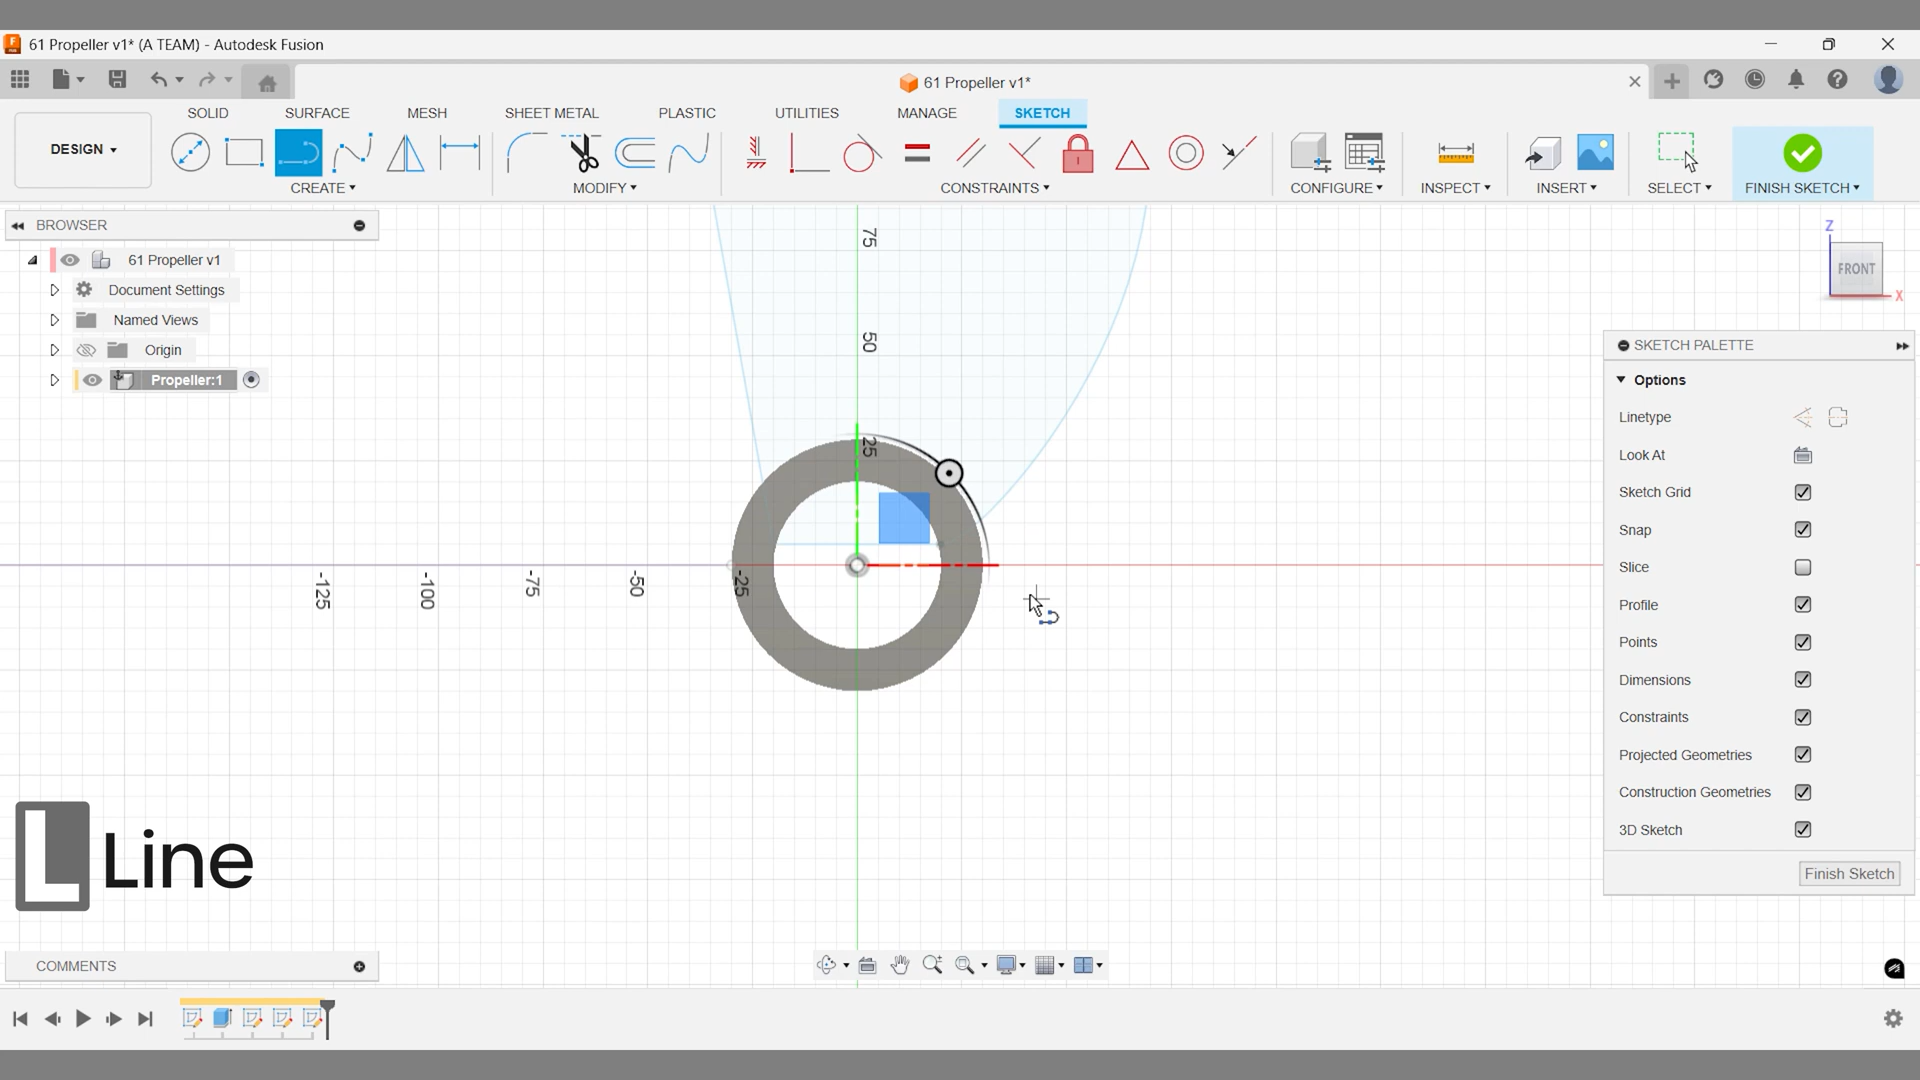 61 Propeller v1* (A TEAM) - Autodesk Fusion
61 Propeller v1*
SOLID SURFACE MESH SHEET METAL PLASTIC UTILITIES MANAGE SKETCH
DESIGN
CREATE MODIFY CONSTRAINTS CONFIGURE INSPECT INSERT SELECT FINISH SKETCH
BROWSER
61 Propeller v1
Document Settings
Named Views
Origin
Propeller:1
75
50
25
-125
-100
-75
-50
-25
Z
FRONT
X
SKETCH PALETTE
Options
Linetype
Look At
Sketch Grid
Snap
Slice
Profile
Points
Dimensions
Constraints
Projected Geometries
Construction Geometries
3D Sketch
Finish Sketch
L Line
COMMENTS